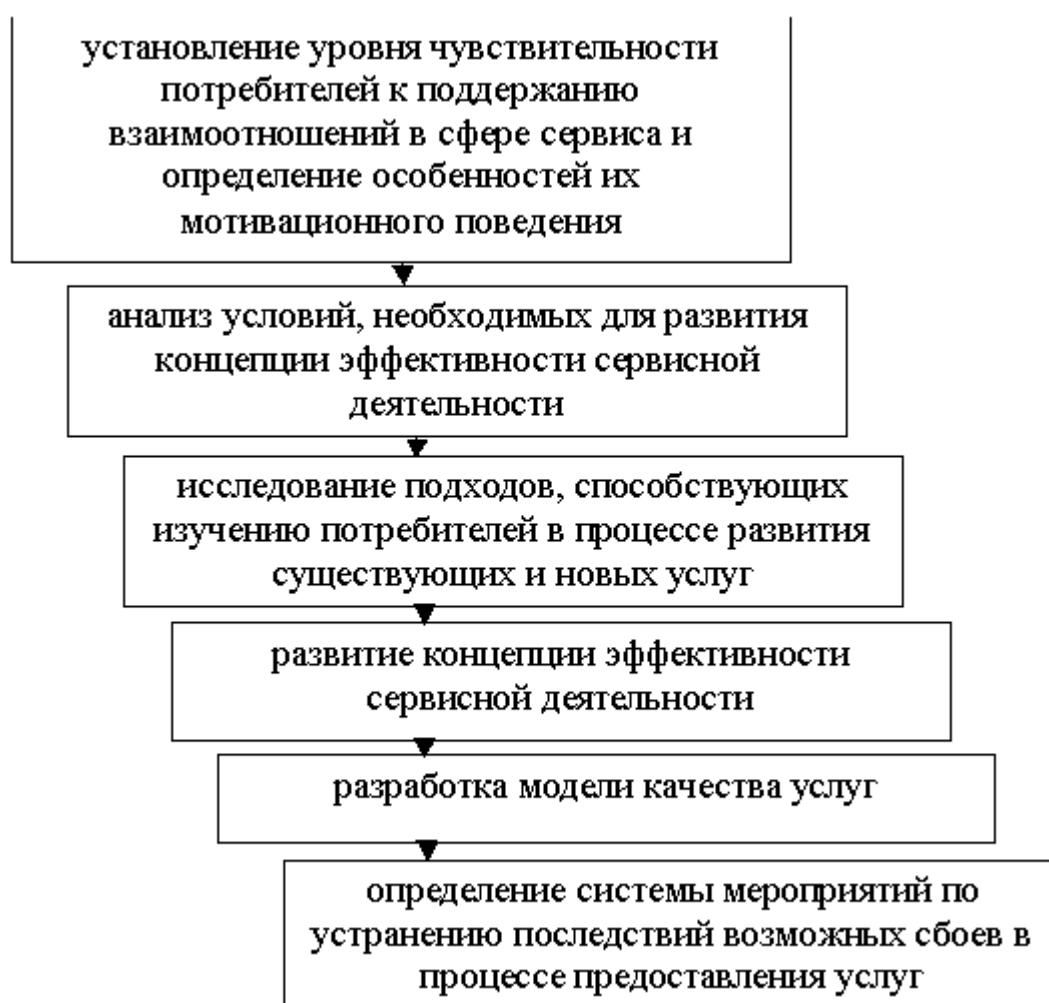 установление уровня чувствительности
потребителей к поддержанию
взаимоотношений в сфере сервиса и
определение особенностей их
мотивационного поведения
анализ условий, необходимых для развития
концепции эффективности сервисной
деятельности
исследование подходов, способствующих
изучению потребителей в процессе развития
существующих и новых услуг
развитие концепции эффективности
сервисной деятельности
разработка модели качества услуг
определение системы мероприятий по
устранению последствий возможных сбоев в
процессе предоставления услуг